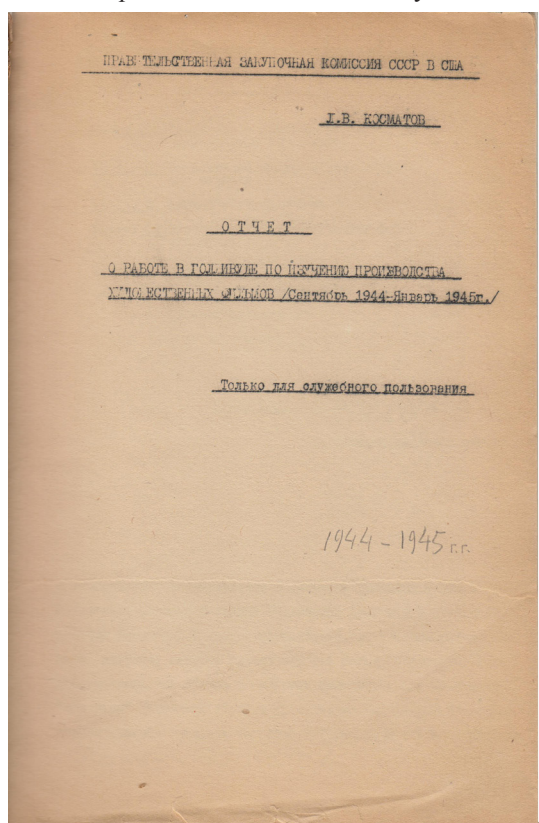 ПРАВИТЕЛЬСТВЕННАЯ ЗАКУПОЧНАЯ КОМИССИЯ СССР В США
Л.В. КОСМАТОВ
О Т Ч Е Т
О РАБОТЕ В ГОЛЛИВУДЕ ПО ИЗУЧЕНИЮ ПРОИЗВОДСТВА
ХУДОЖЕСТВЕННЫХ ФИЛЬМОВ /Сентябрь 1944-Январь 1945г./
Только для служебного пользования
1944 - 1945 г.г.